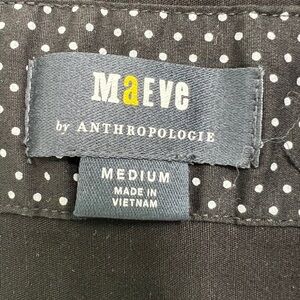 MaEve
by ANTHROPOLOGIE
MEDIUM
MADE IN
VIETNAM